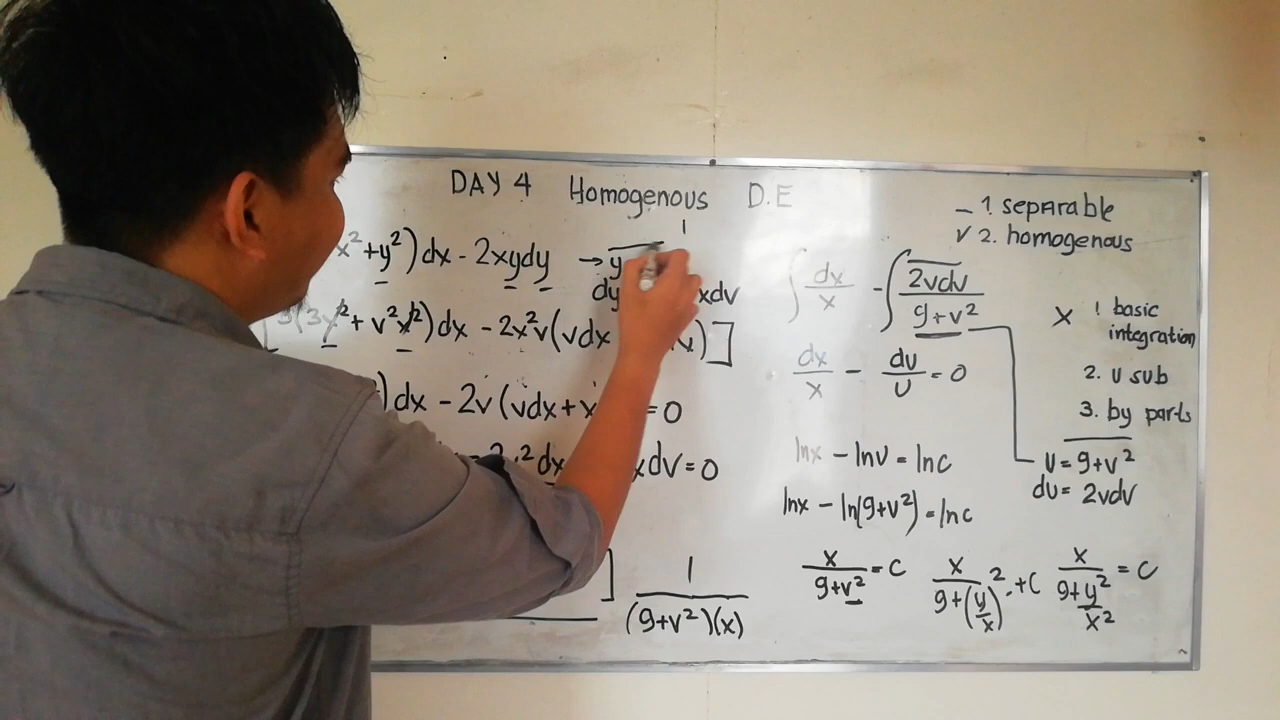 DAY 4 Homogenous D.E
x²+y²)dx - 2xydy → y
dy xdv
3(3x²+ v²x²)dx - 2x²v(vdx v)]
)dx - 2v(vdx+x =0
2v²dx xdv=0
] 1/((9+v²)(x))
∫ dx/x - ∫ 2vdv/(9+v²)
dx/x - du/u = 0
lnx - lnu = lnc
lnx - ln(9+v²) = lnc
x/(9+v²) = C x/(9+(y/x)²) = +C x/(9+y²/x²) = C
- 1. separable
✓ 2. homogenous
x 1 basic
integration
2. u sub
3. by parts
u = 9+v²
du = 2vdv